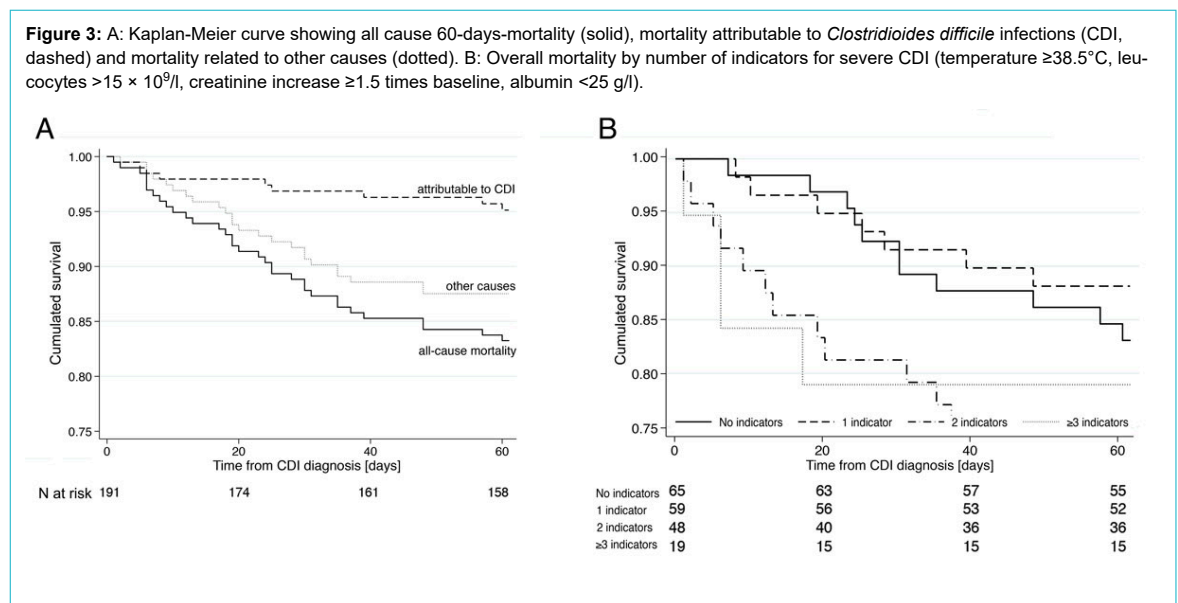 Figure 3: A: Kaplan-Meier curve showing all cause 60-days-mortality (solid), mortality attributable to Clostridioides difficile infections (CDI,
dashed) and mortality related to other causes (dotted). B: Overall mortality by number of indicators for severe CDI (temperature ≥38.5°C, leu-
cocytes >15 × 10⁹/l, creatinine increase ≥1.5 times baseline, albumin <25 g/l).
A
Cumulated survival
1.00
0.95
0.90
0.85
0.80
0.75
attributable to CDI
other causes
all-cause mortality
0 20 40 60
Time from CDI diagnosis [days]
N at risk 191 174 161 158
B
Cumulated survival
1.00
0.95
0.90
0.85
0.80
0.75
No indicators 1 indicator 2 indicators ≥3 indicators
0 20 40 60
Time from CDI diagnosis [days]
No indicators 65 63 57 55
1 indicator 59 56 53 52
2 indicators 48 40 36 36
≥3 indicators 19 15 15 15